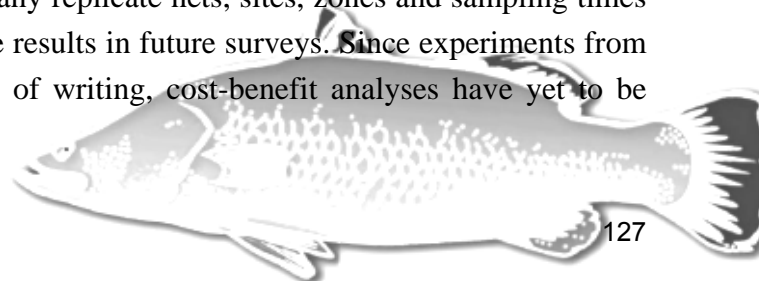 any replicate nets, sites, zones and sampling times
e results in future surveys. Since experiments from
of writing, cost-benefit analyses have yet to be
127